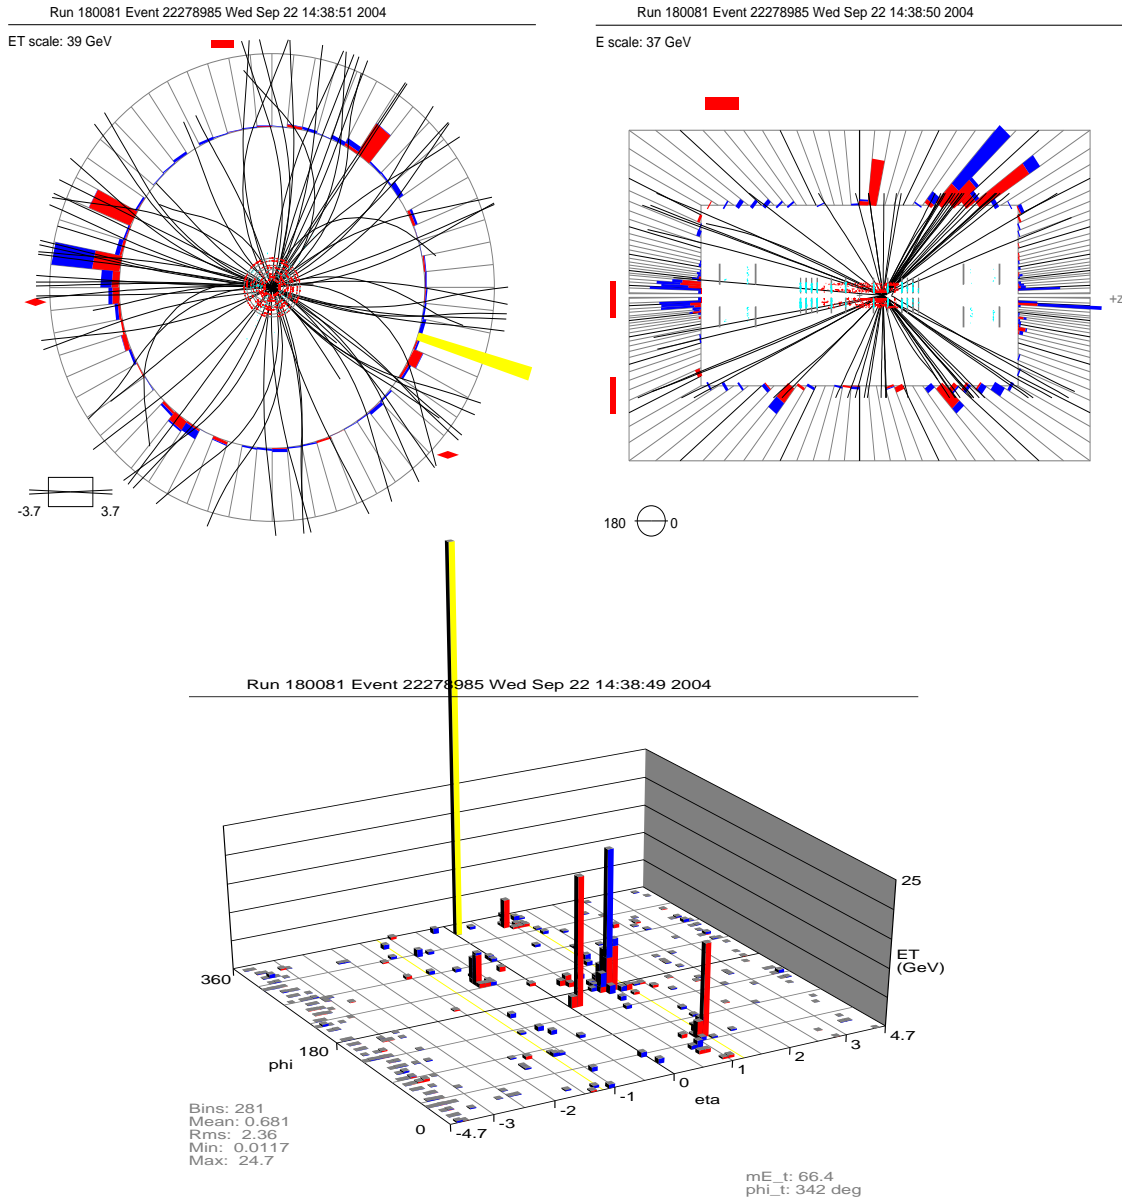 Run 180081 Event 22278985 Wed Sep 22 14:38:51 2004
ET scale: 39 GeV
-3.7 3.7
Run 180081 Event 22278985 Wed Sep 22 14:38:50 2004
E scale: 37 GeV
+z
180 0
Run 180081 Event 22278985 Wed Sep 22 14:38:49 2004
25
ET
(GeV)
360
180
phi
0
-4.7
-3
-2
-1
0
1
2
3
4.7
eta
Bins: 281
Mean: 0.681
Rms: 2.36
Min: 0.0117
Max: 24.7
mE_t: 66.4
phi_t: 342 deg